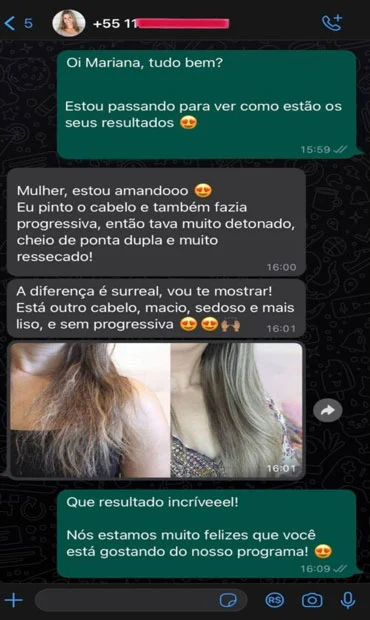 5
+55 11
Oi Mariana, tudo bem?
Estou passando para ver como estão os
seus resultados 😍
15:59
Mulher, estou amandooo 😍
Eu pinto o cabelo e também fazia
progressiva, então tava muito detonado,
cheio de ponta dupla e muito
ressecado!
16:00
A diferença é surreal, vou te mostrar!
Está outro cabelo, macio, sedoso e mais
liso, e sem progressiva 😍😍🙌🏽
16:01
16:01
Que resultado incríveeel!
Nós estamos muito felizes que você
está gostando do nosso programa! 😍
16:09
R$